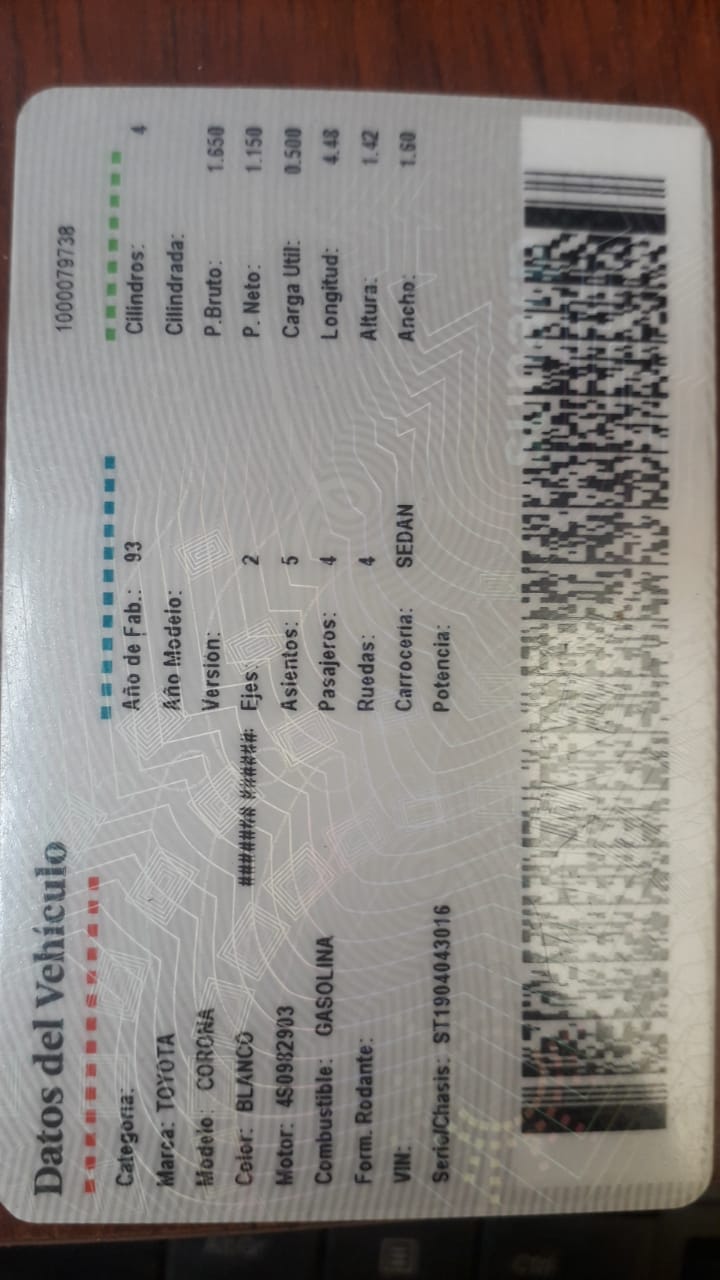 Datos del Vehículo
1000079738
Categoria:
Marca: TOYOTA
Modelo: CORONA
Color: BLANCO ####### ######
Motor: 4S0982903
Combustible: GASOLINA
Form. Rodante:
VIN:
Serie/Chasis: ST1904043016
Año de Fab.: 93
Año Modelo:
Versión:
Ejes: 2
Asientos: 5
Pasajeros: 4
Ruedas: 4
Carroceria: SEDAN
Potencia:
Cilindros: 4
Cilindrada:
P.Bruto: 1.650
P. Neto: 1.150
Carga Util: 0.500
Longitud: 4.48
Altura: 1.42
Ancho: 1.60